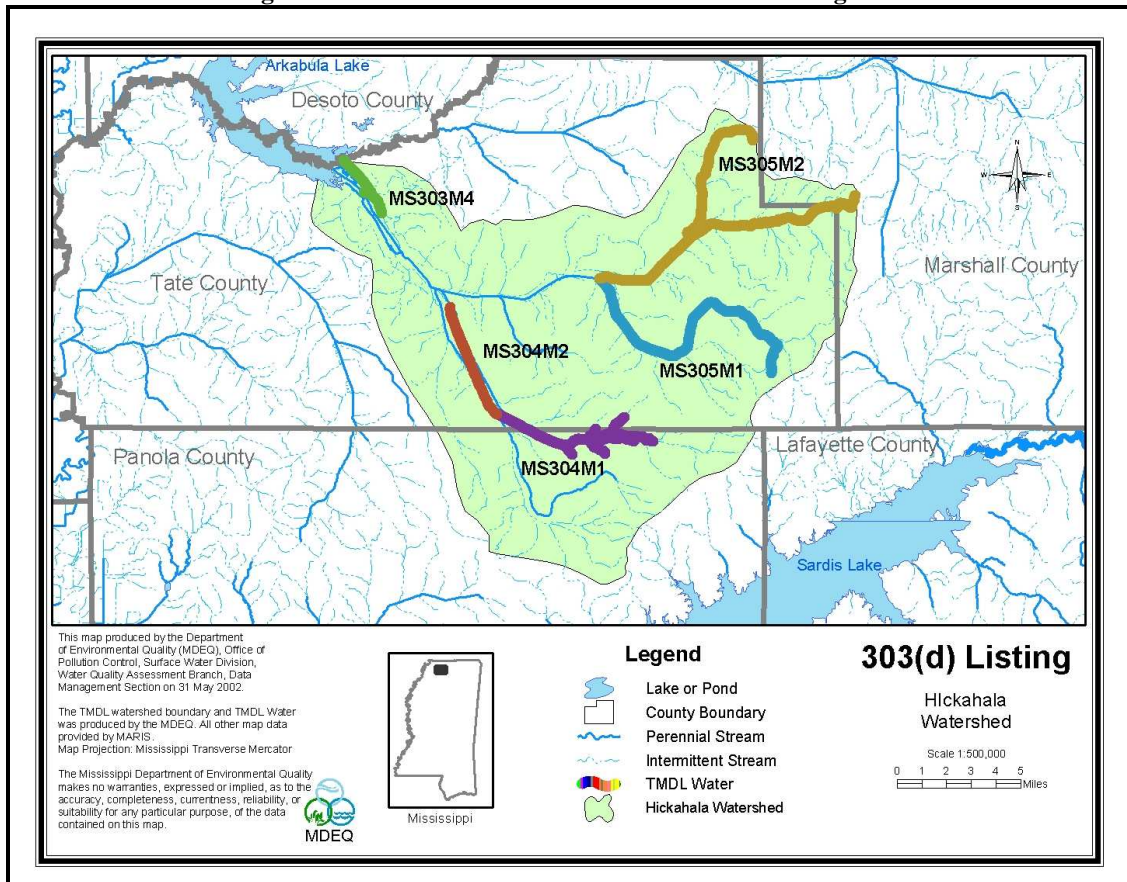 Arkabula Lake
Desoto County
MS305M2
N
W
E
S
MS303M4
Marshall County
Tate County
MS304M2
MS305M1
Lafayette County
Panola County
MS304M1
Sardis Lake
This map produced by the Department
of Environmental Quality (MDEQ), Office of
Pollution Control, Surface Water Division,
Water Quality Assessment Branch, Data
Management Section on 31 May 2002.
The TMDL watershed boundary and TMDL Water
was produced by the MDEQ. All other map data
provided by MARIS.
Map Projection: Mississippi Transverse Mercator
The Mississippi Department of Environmental Quality
makes no warranties, expressed or implied, as to the
accuracy, completeness, currentness, reliability, or
suitability for any particular purpose, of the data
contained on this map.
MDEQ
Mississippi
Legend
Lake or Pond
County Boundary
Perennial Stream
Intermittent Stream
TMDL Water
Hickahala Watershed
303(d) Listing
HIckahala
Watershed
Scale 1:500,000
0 1 2 3 4 5
Miles